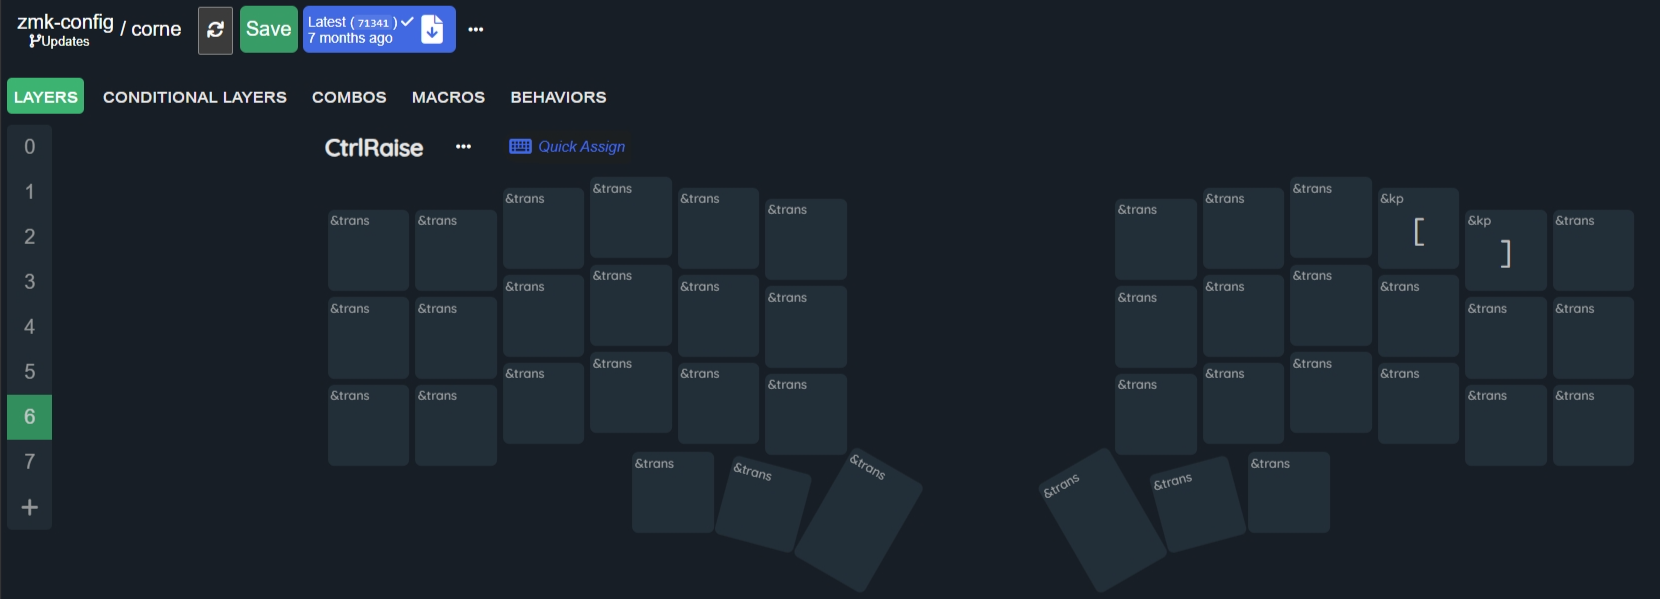 zmk-config / corne
Updates
Save
Latest ( 71341 )
7 months ago
LAYERS CONDITIONAL LAYERS COMBOS MACROS BEHAVIORS
0
1
2
3
4
5
6
7
+
CtrlRaise
Quick Assign
&trans &trans &trans &trans &trans &trans &trans &trans &trans &kp [ &kp ] &trans
&trans &trans &trans &trans &trans &trans &trans &trans &trans &trans &trans &trans
&trans &trans &trans &trans &trans &trans &trans &trans &trans &trans &trans &trans
&trans &trans &trans &trans &trans &trans